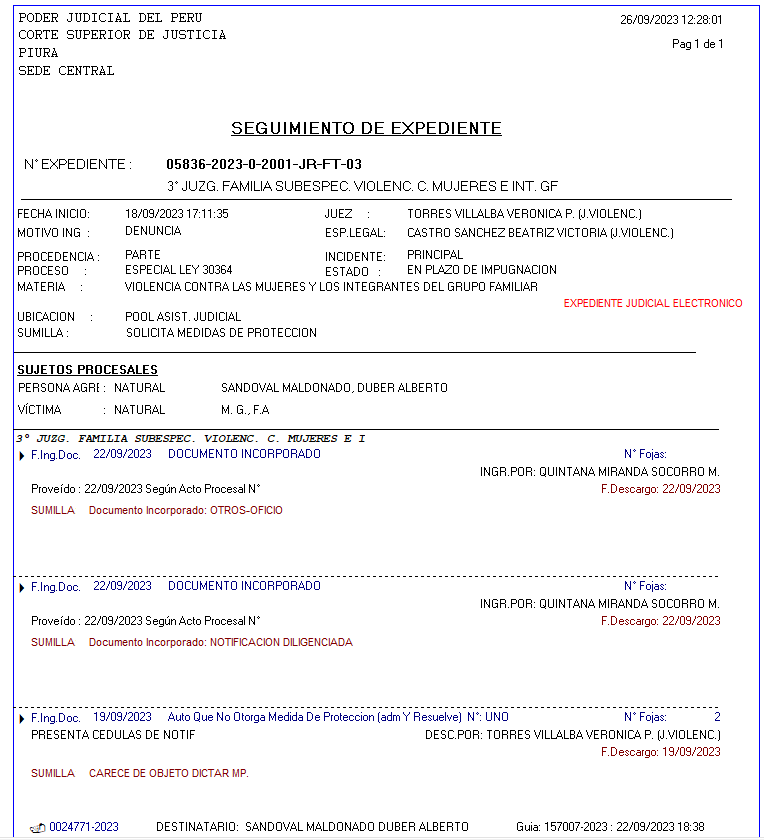 PODER JUDICIAL DEL PERU
26/09/2023 12:28:01
CORTE SUPERIOR DE JUSTICIA
Pag 1 de 1
PIURA
SEDE CENTRAL
SEGUIMIENTO DE EXPEDIENTE
N° EXPEDIENTE : 05836-2023-0-2001-JR-FT-03
3° JUZG. FAMILIA SUBESPEC. VIOLENC. C. MUJERES E INT. GF
FECHA INICIO: 18/09/2023 17:11:35 JUEZ : TORRES VILLALBA VERONICA P. (J.VIOLENC.)
MOTIVO ING : DENUNCIA ESP.LEGAL: CASTRO SANCHEZ BEATRIZ VICTORIA (J.VIOLENC.)
PROCEDENCIA : PARTE INCIDENTE: PRINCIPAL
PROCESO : ESPECIAL LEY 30364 ESTADO : EN PLAZO DE IMPUGNACION
MATERIA : VIOLENCIA CONTRA LAS MUJERES Y LOS INTEGRANTES DEL GRUPO FAMILIAR
EXPEDIENTE JUDICIAL ELECTRONICO
UBICACION : POOL ASIST. JUDICIAL
SUMILLA : SOLICITA MEDIDAS DE PROTECCION
SUJETOS PROCESALES
PERSONA AGRE : NATURAL SANDOVAL MALDONADO, DUBER ALBERTO
VÍCTIMA : NATURAL M. G., F.A
3° JUZG. FAMILIA SUBESPEC. VIOLENC. C. MUJERES E I
F.Ing.Doc. 22/09/2023 DOCUMENTO INCORPORADO N° Fojas:
INGR.POR: QUINTANA MIRANDA SOCORRO M.
Proveído : 22/09/2023 Según Acto Procesal N° F.Descargo: 22/09/2023
SUMILLA Documento Incorporado: OTROS-OFICIO
F.Ing.Doc. 22/09/2023 DOCUMENTO INCORPORADO N° Fojas:
INGR.POR: QUINTANA MIRANDA SOCORRO M.
Proveído : 22/09/2023 Según Acto Procesal N° F.Descargo: 22/09/2023
SUMILLA Documento Incorporado: NOTIFICACION DILIGENCIADA
F.Ing.Doc. 19/09/2023 Auto Que No Otorga Medida De Proteccion (adm Y Resuelve) N°: UNO N° Fojas: 2
PRESENTA CEDULAS DE NOTIF DESC.POR: TORRES VILLALBA VERONICA P. (J.VIOLENC.)
F.Descargo: 19/09/2023
SUMILLA CARECE DE OBJETO DICTAR MP.
0024771-2023 DESTINATARIO: SANDOVAL MALDONADO DUBER ALBERTO Guia: 157007-2023 : 22/09/2023 18:38